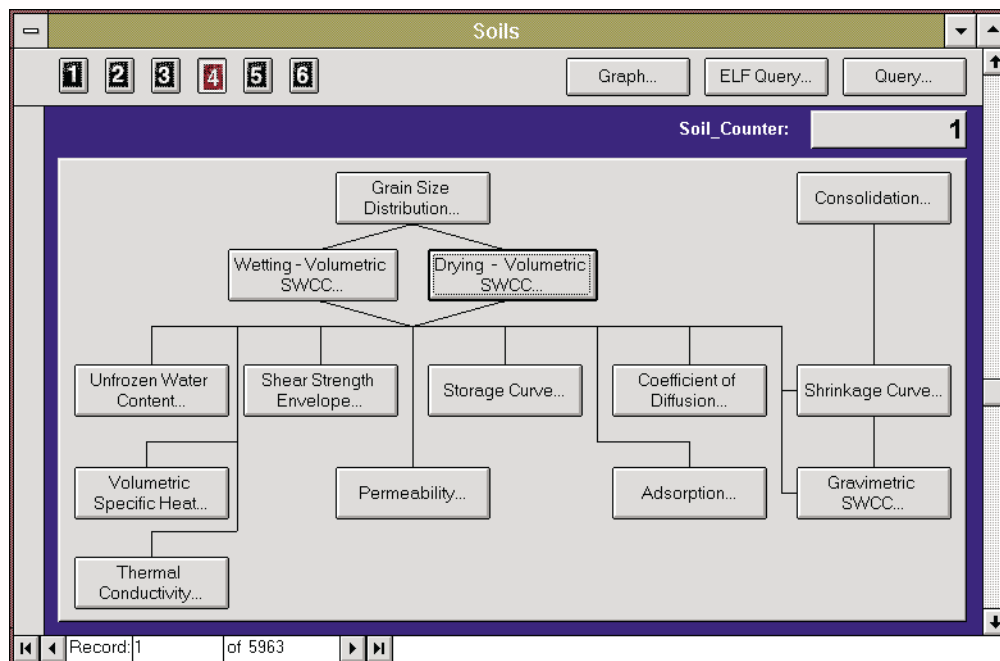 Soils
1 2 3 4 5 6 Graph... ELF Query... Query...
Soil_Counter: 1
Grain Size
Distribution...
Consolidation...
Wetting - Volumetric
SWCC...
Drying - Volumetric
SWCC...
Unfrozen Water
Content...
Shear Strength
Envelope...
Storage Curve...
Coefficient of
Diffusion...
Shrinkage Curve...
Volumetric
Specific Heat...
Permeability...
Adsorption...
Gravimetric
SWCC...
Thermal
Conductivity...
Record: 1 of 5963